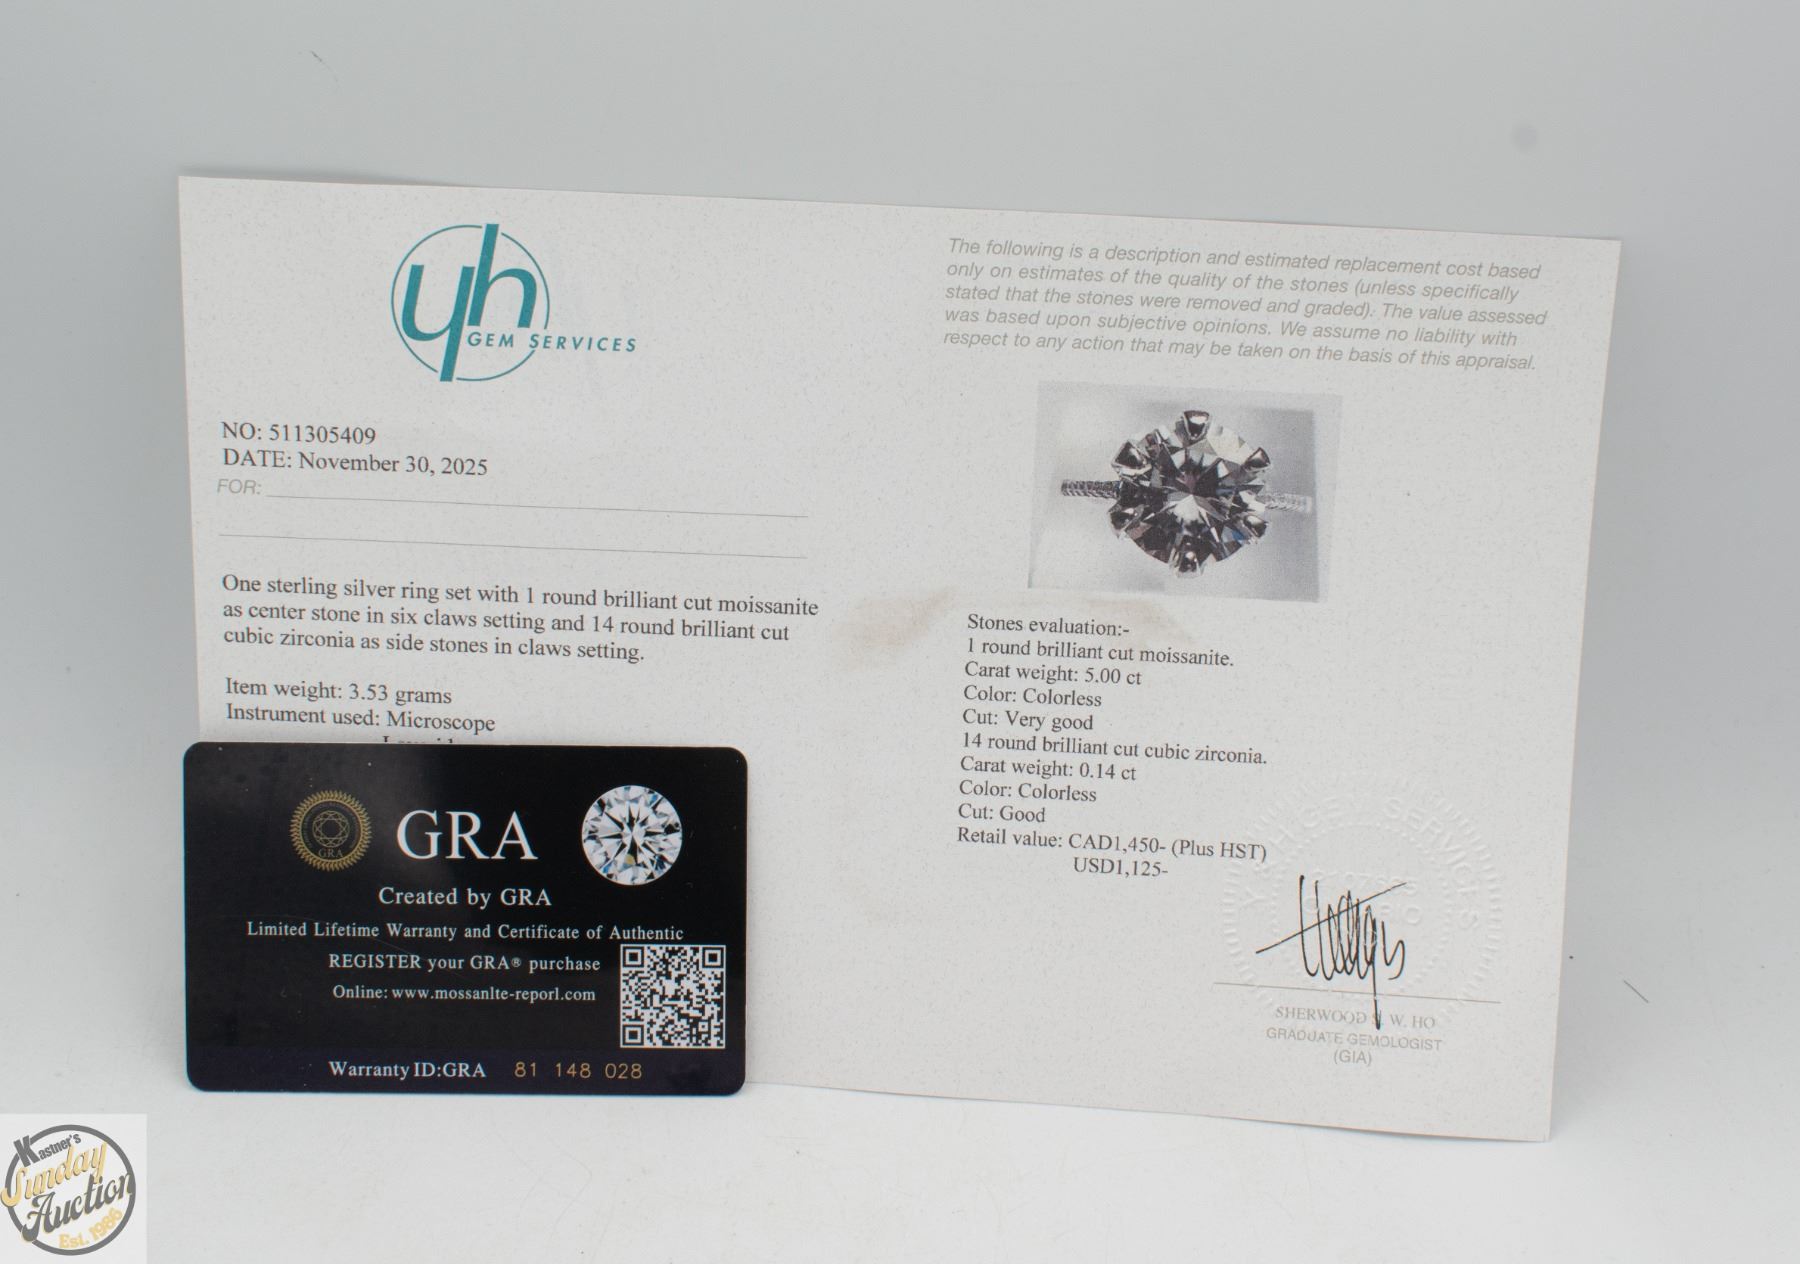 yh
GEM SERVICES
NO: 511305409
DATE: November 30, 2025
FOR:
One sterling silver ring set with 1 round brilliant cut moissanite
as center stone in six claws setting and 14 round brilliant cut
cubic zirconia as side stones in claws setting.
Item weight: 3.53 grams
Instrument used: Microscope
The following is a description and estimated replacement cost based
only on estimates of the quality of the stones (unless specifically
stated that the stones were removed and graded). The value assessed
was based upon subjective opinions. We assume no liability with
respect to any action that may be taken on the basis of this appraisal.
Stones evaluation:-
1 round brilliant cut moissanite.
Carat weight: 5.00 ct
Color: Colorless
Cut: Very good
14 round brilliant cut cubic zirconia.
Carat weight: 0.14 ct
Color: Colorless
Cut: Good
Retail value: CAD1,450- (Plus HST)
USD1,125-
SHERWOOD W. HO
GRADUATE GEMOLOGIST
(GIA)
GRA
GRA
Created by GRA
Limited Lifetime Warranty and Certificate of Authentic
REGISTER your GRA® purchase
Online: www.mossanlte-reporl.com
Warranty ID:GRA 81 148 028
Kastner's
Sunday
Auction
Est. 1986